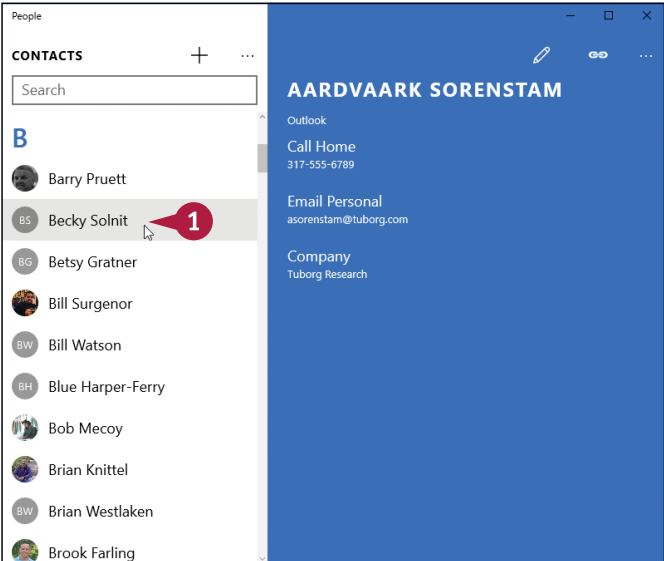 People
CONTACTS
Search
B
Barry Pruett
BS Becky Solnit
1
BG Betsy Gratner
Bill Surgenor
BW Bill Watson
BH Blue Harper-Ferry
Bob Mecoy
Brian Knittel
BW Brian Westlaken
Brook Farling
AARDVAARK SORENSTAM
Outlook
Call Home
317-555-6789
Email Personal
asorenstam@tuborg.com
Company
Tuborg Research